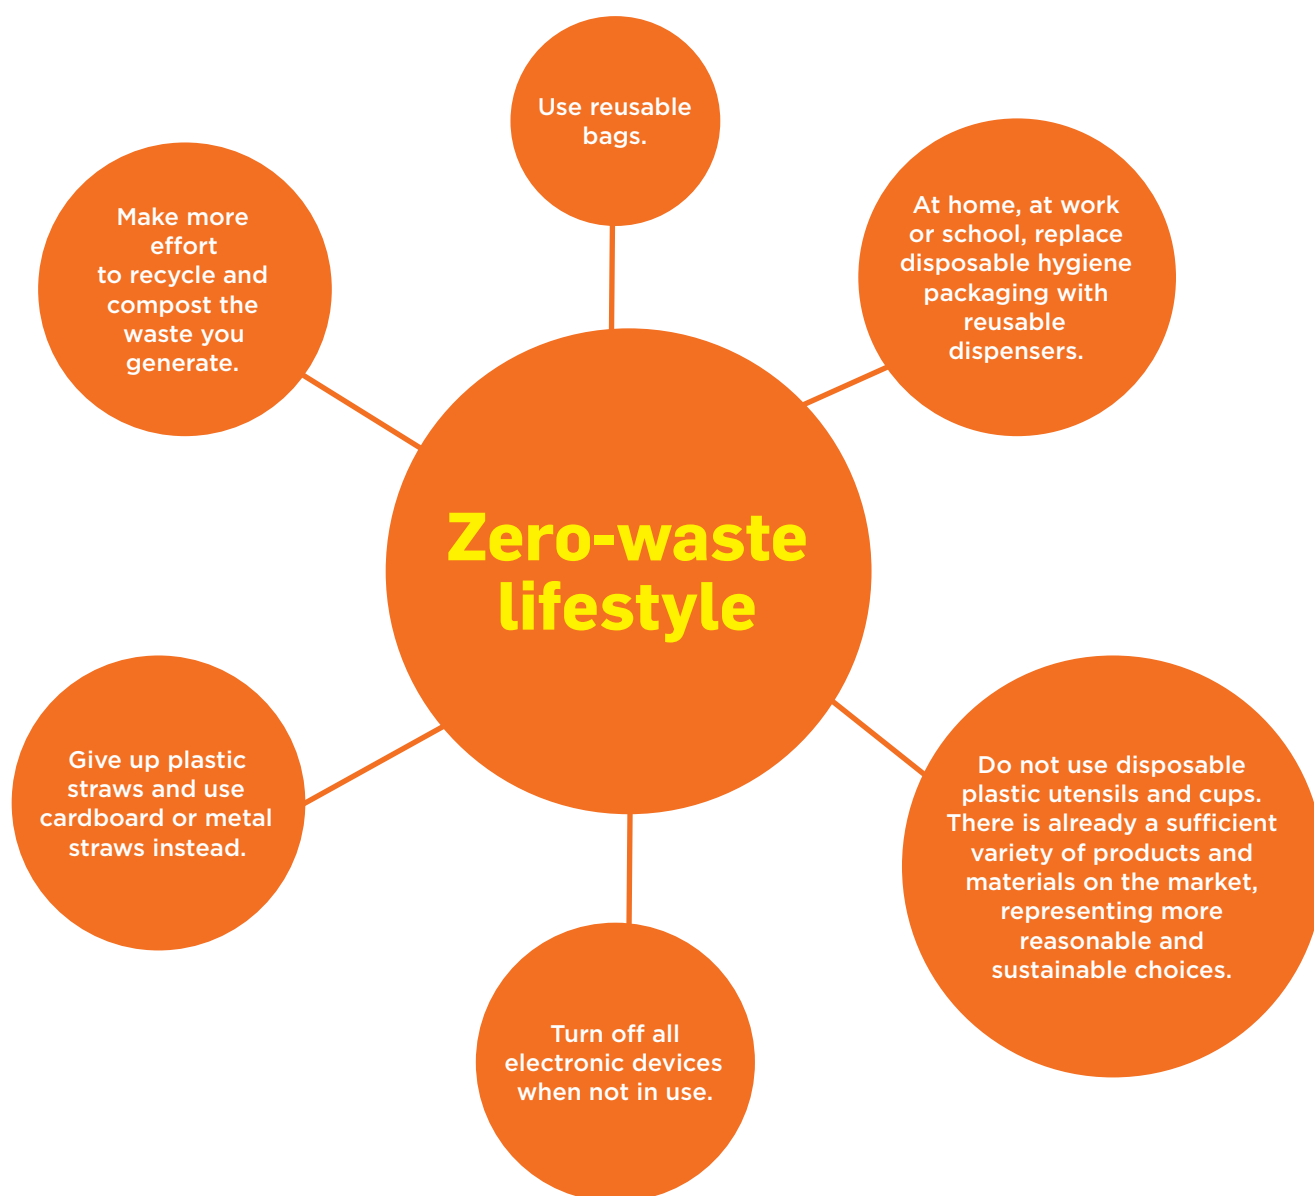 Use reusable
bags.
Make more
effort
to recycle and
compost the
waste you
generate.
At home, at work
or school, replace
disposable hygiene
packaging with
reusable
dispensers.
Zero-waste
lifestyle
Give up plastic
straws and use
cardboard or metal
straws instead.
Do not use disposable
plastic utensils and cups.
There is already a sufficient
variety of products and
materials on the market,
representing more
reasonable and
sustainable choices.
Turn off all
electronic devices
when not in use.